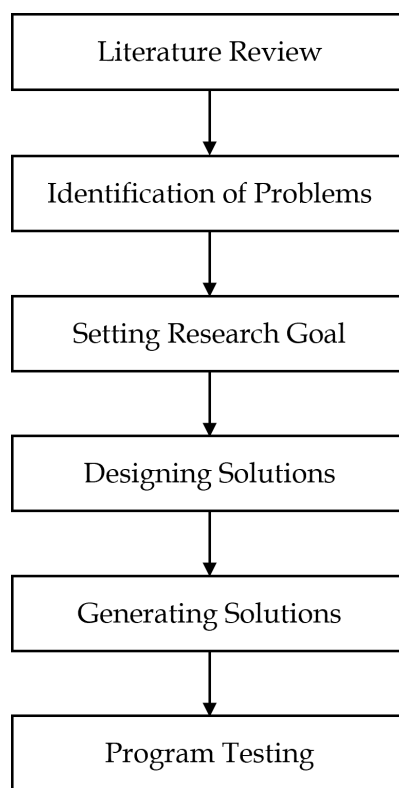 Literature Review
Identification of Problems
Setting Research Goal
Designing Solutions
Generating Solutions
Program Testing